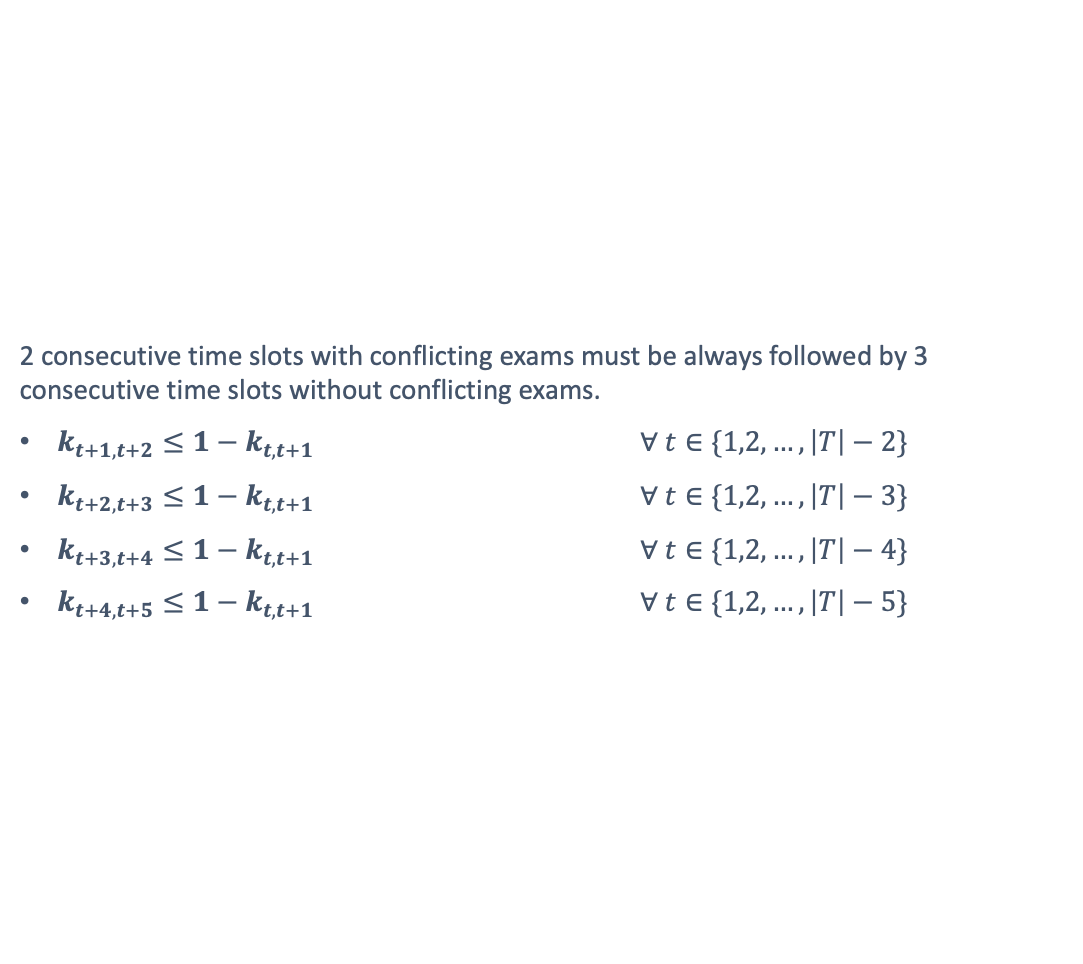 2 consecutive time slots with conflicting exams must be always followed by 3
consecutive time slots without conflicting exams.
• k_{t+1,t+2} ≤ 1 − k_{t,t+1} ∀ t ∈ {1,2, … , |T| − 2}
• k_{t+2,t+3} ≤ 1 − k_{t,t+1} ∀ t ∈ {1,2, … , |T| − 3}
• k_{t+3,t+4} ≤ 1 − k_{t,t+1} ∀ t ∈ {1,2, … , |T| − 4}
• k_{t+4,t+5} ≤ 1 − k_{t,t+1} ∀ t ∈ {1,2, … , |T| − 5}